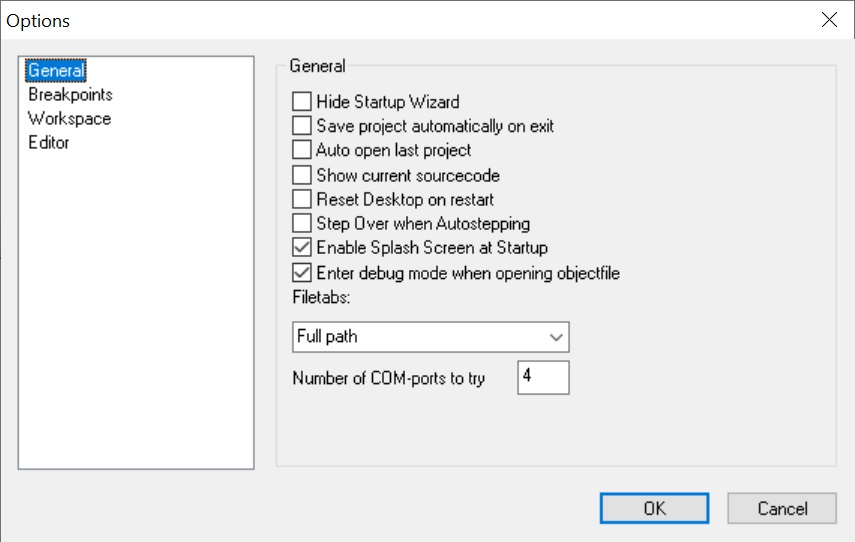 Options
General
Breakpoints
Workspace
Editor
General
Hide Startup Wizard
Save project automatically on exit
Auto open last project
Show current sourcecode
Reset Desktop on restart
Step Over when Autostepping
Enable Splash Screen at Startup
Enter debug mode when opening objectfile
Filetabs:
Full path
Number of COM-ports to try 4
OK Cancel